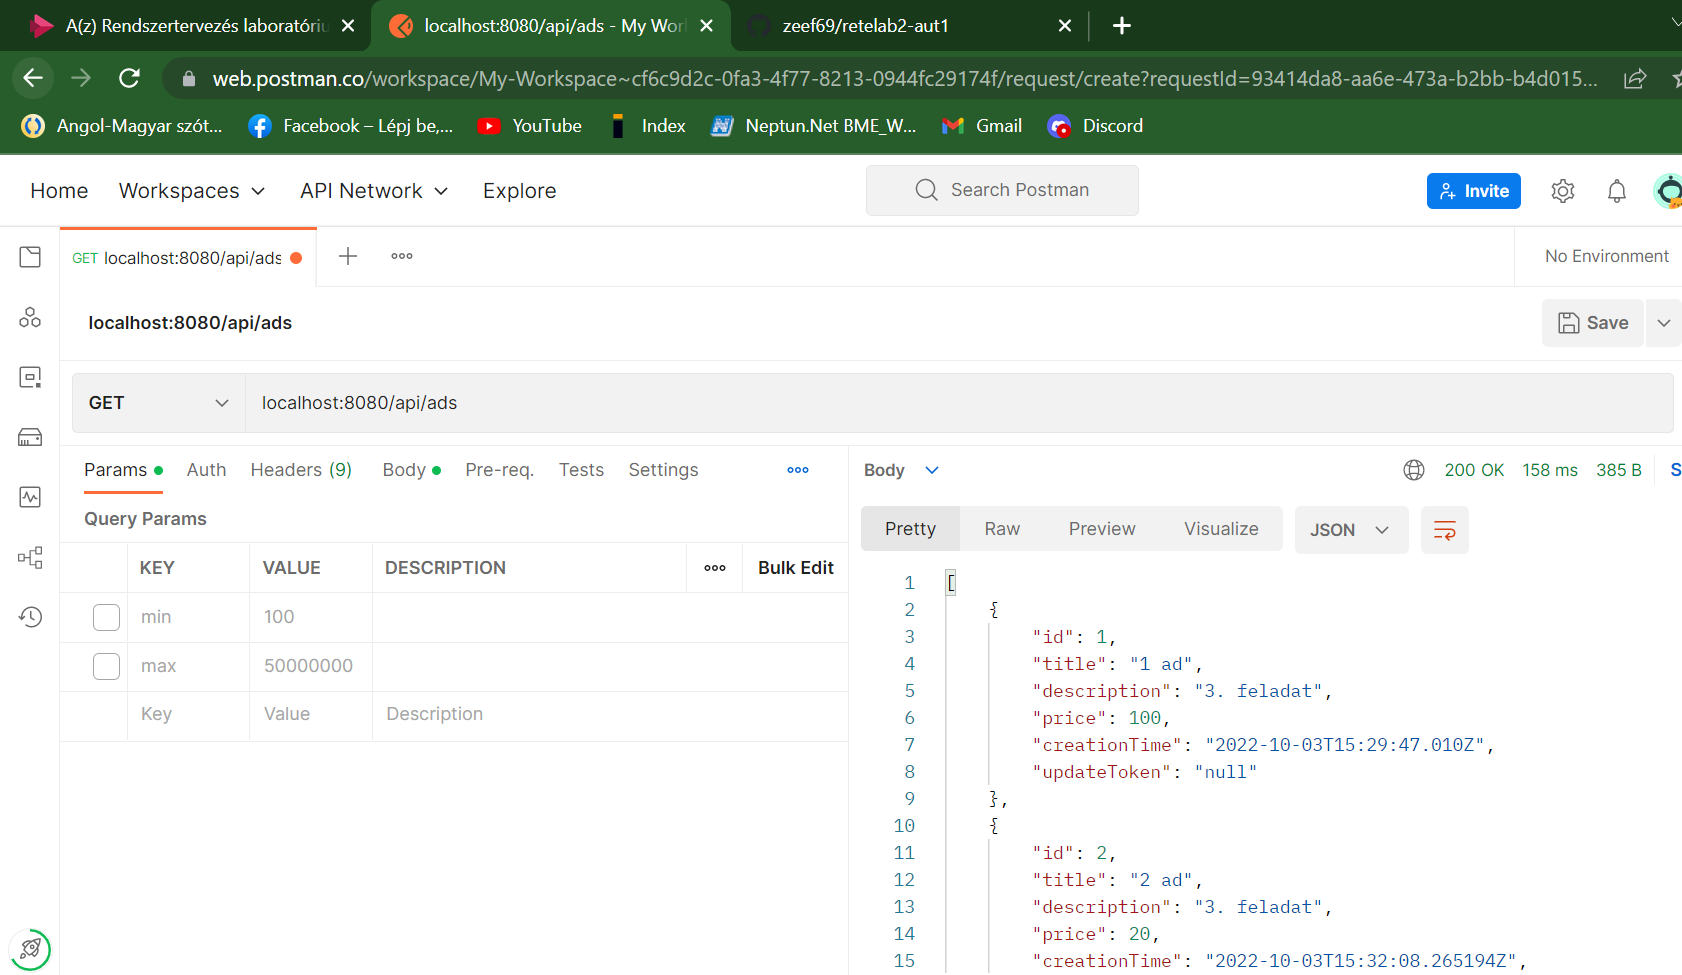 A(z) Rendszertervezés laboratóriu
localhost:8080/api/ads - My Wor
zeef69/retelab2-aut1
web.postman.co/workspace/My-Workspace~cf6c9d2c-0fa3-4f77-8213-0944fc29174f/request/create?requestId=93414da8-aa6e-473a-b2bb-b4d015...
Angol-Magyar szót...
Facebook – Lépj be,...
YouTube
Index
Neptun.Net BME_W...
Gmail
Discord
Home
Workspaces
API Network
Explore
Search Postman
Invite
GET localhost:8080/api/ads
No Environment
localhost:8080/api/ads
Save
GET
localhost:8080/api/ads
Params
Auth
Headers (9)
Body
Pre-req.
Tests
Settings
Query Params
KEY VALUE DESCRIPTION Bulk Edit
min 100
max 50000000
Key Value Description
Body
200 OK 158 ms 385 B S
Pretty Raw Preview Visualize JSON
1 [
2 {
3 "id": 1,
4 "title": "1 ad",
5 "description": "3. feladat",
6 "price": 100,
7 "creationTime": "2022-10-03T15:29:47.010Z",
8 "updateToken": "null"
9 },
10 {
11 "id": 2,
12 "title": "2 ad",
13 "description": "3. feladat",
14 "price": 20,
15 "creationTime": "2022-10-03T15:32:08.265194Z",